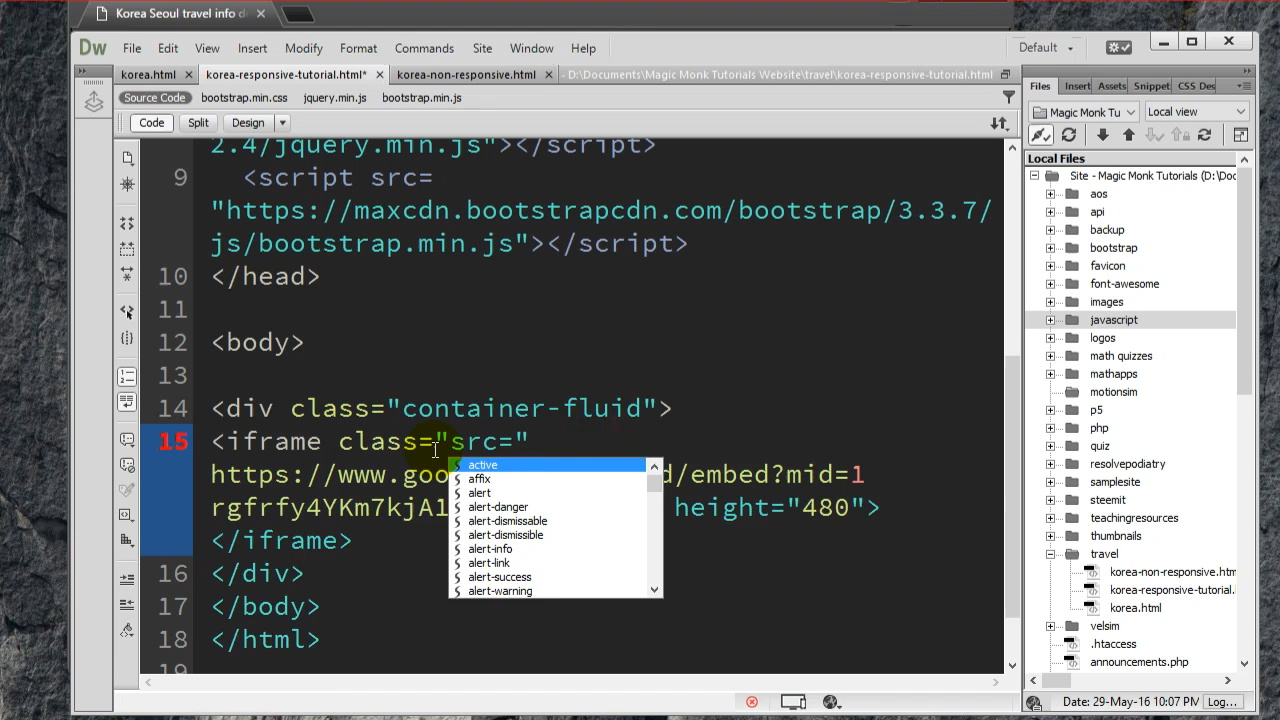 Korea Seoul travel info d
Dw File Edit View Insert Modify Format Commands Site Window Help Default
korea.html korea-responsive-tutorial.html* korea-non-responsive.html D:\Documents\Magic Monk Tutorials Website\travel\korea-responsive-tutorial.html
Source Code bootstrap.min.css jquery.min.js bootstrap.min.js
Code Split Design
2.4/jquery.min.js"></script>
9 <script src=
"https://maxcdn.bootstrapcdn.com/bootstrap/3.3.7/
js/bootstrap.min.js"></script>
10 </head>
11
12 <body>
13
14 <div class="container-fluid">
15 <iframe class="src="
https://www.goo d/embed?mid=1
rgfrfy4YKm7kjA1 height="480">
</iframe>
16 </div>
17 </body>
18 </html>
19
active
affix
alert
alert-danger
alert-dismissable
alert-dismissible
alert-info
alert-link
alert-success
alert-warning
Files Insert Assets Snippet CSS Des
Magic Monk Tu Local view
Local Files
Site - Magic Monk Tutorials (D:\Doc
aos
api
backup
bootstrap
favicon
font-awesome
images
javascript
logos
math quizzes
mathapps
motionsim
p5
php
quiz
resolvepodiatry
samplesite
steemit
teachingresources
thumbnails
travel
korea-non-responsive.htm
korea-responsive-tutorial.
korea.html
velsim
.htaccess
announcements.php
Date: 29-May-16 10:07 PM Log...